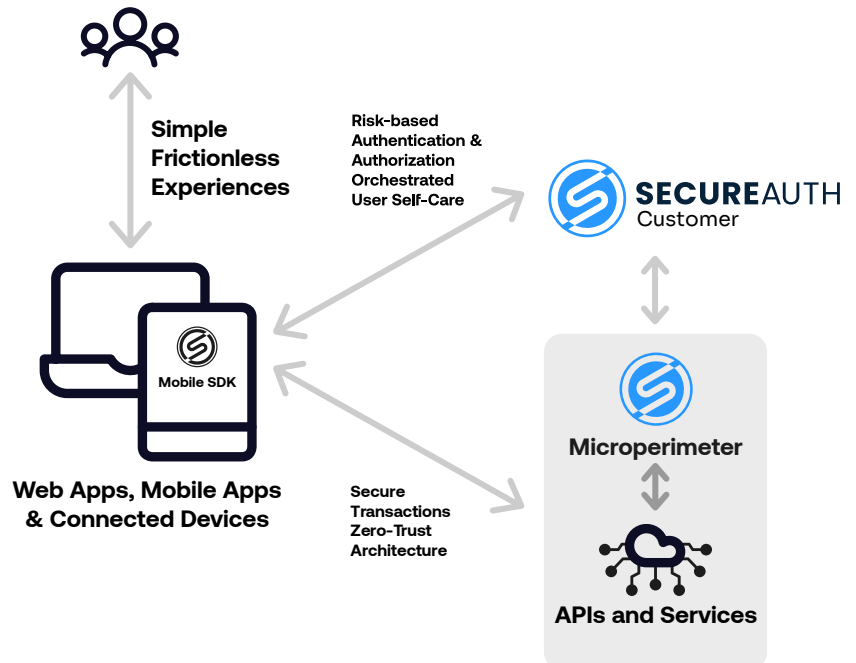 Simple
Frictionless
Experiences
Risk-based
Authentication &
Authorization
Orchestrated
User Self-Care
SECUREAUTH
Customer
Mobile SDK
Microperimeter
Web Apps, Mobile Apps
& Connected Devices
Secure
Transactions
Zero-Trust
Architecture
APIs and Services